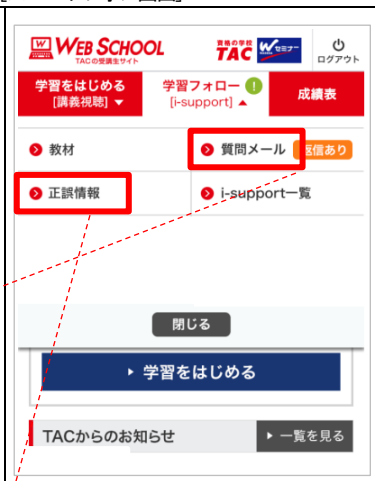 WEB SCHOOL
TACの受講生サイト
資格の学校
TAC Wセミナー
ログアウト
学習をはじめる
[講義視聴] ▼
学習フォロー !
[i-support] ▲
成績表
教材
質問メール 返信あり
正誤情報
i-support一覧
閉じる
学習をはじめる
TACからのお知らせ
一覧を見る